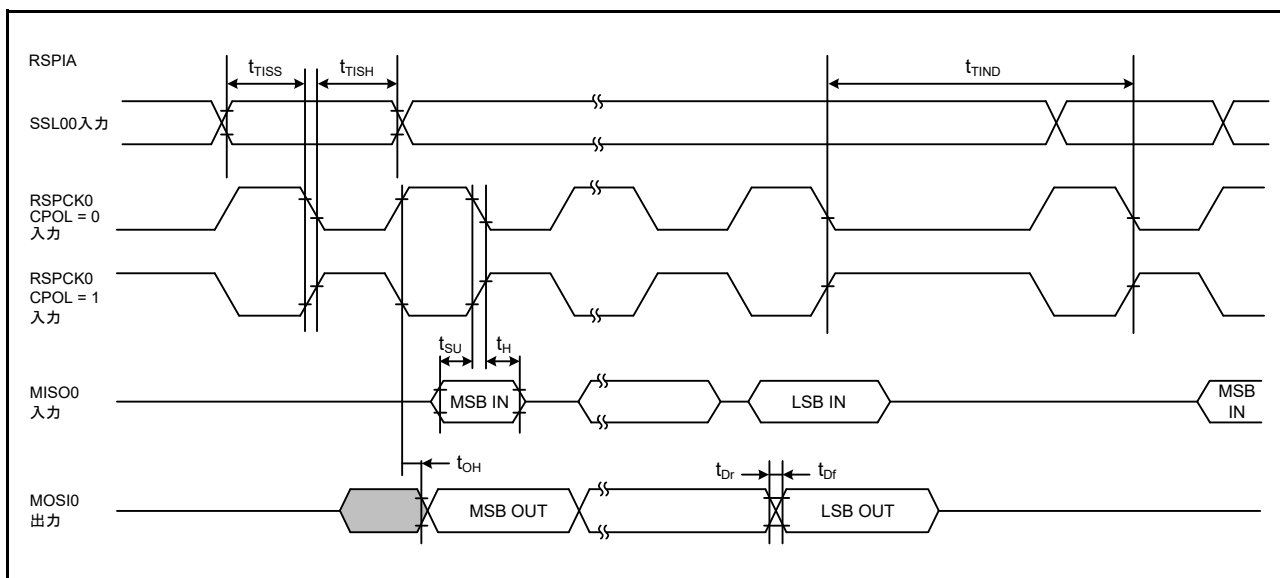 RSPIA
tTISS
tTISH
tTIND
SSL00入力
RSPCK0
CPOL = 0
入力
RSPCK0
CPOL = 1
入力
tSU
tH
MISO0
入力
MSB IN
LSB IN
MSB
IN
tOH
tDr
tDf
MOSI0
出力
MSB OUT
LSB OUT